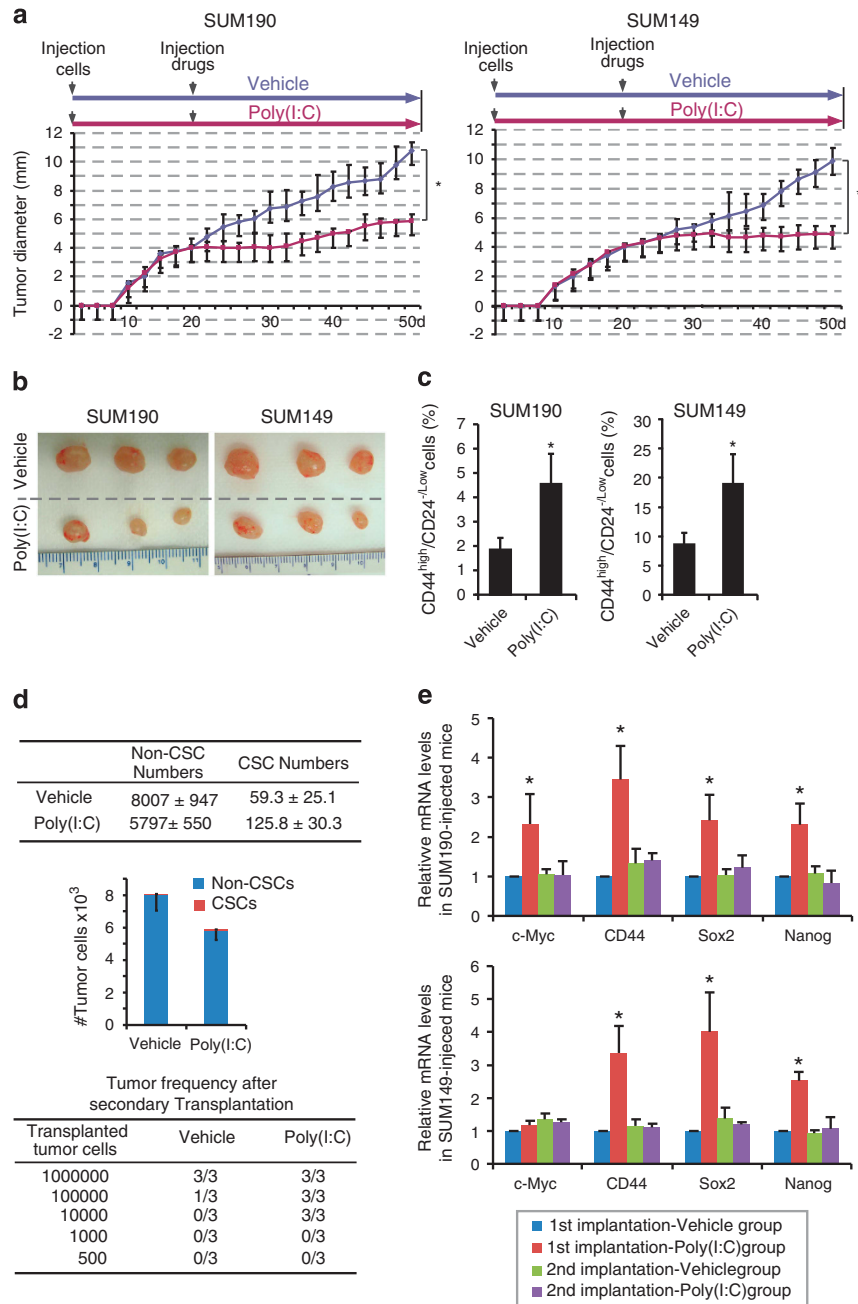 a
SUM190
SUM149
Injection cells
Injection drugs
Injection cells
Injection drugs
Vehicle
Poly(I:C)
Vehicle
Poly(I:C)
Tumor diameter (mm)
12
10
8
6
4
2
0
-2
10 20 30 40 50d
*
12
10
8
6
4
2
0
-2
10 20 30 40 50d
*
b
SUM190
SUM149
Vehicle
Poly(I:C)
c
SUM190
CD44high/CD24-/Low cells (%)
7
6
5
4
3
2
1
0
*
Vehicle
Poly(I:C)
SUM149
CD44high/CD24-/Low cells (%)
30
25
20
15
10
5
0
*
Vehicle
Poly(I:C)
d
Non-CSC Numbers
CSC Numbers
Vehicle 8007 ± 947 59.3 ± 25.1
Poly(I:C) 5797± 550 125.8 ± 30.3
#Tumor cells x10³
8
6
4
2
0
Non-CSCs
CSCs
Vehicle Poly(I:C)
Tumor frequency after
secondary Transplantation
Transplanted tumor cells Vehicle Poly(I:C)
1000000 3/3 3/3
100000 1/3 3/3
10000 0/3 3/3
1000 0/3 0/3
500 0/3 0/3
e
Relativve mRNA levels
in SUM190-injected mice
5
4
3
2
1
0
* * * *
c-Myc CD44 Sox2 Nanog
Relative mRNA levels
in SUM149-injeced mice
6
5
4
3
2
1
0
* * *
c-Myc CD44 Sox2 Nanog
1st implantation-Vehicle group
1st implantation-Poly(I:C)group
2nd implantation-Vehiclegroup
2nd implantation-Poly(I:C)group